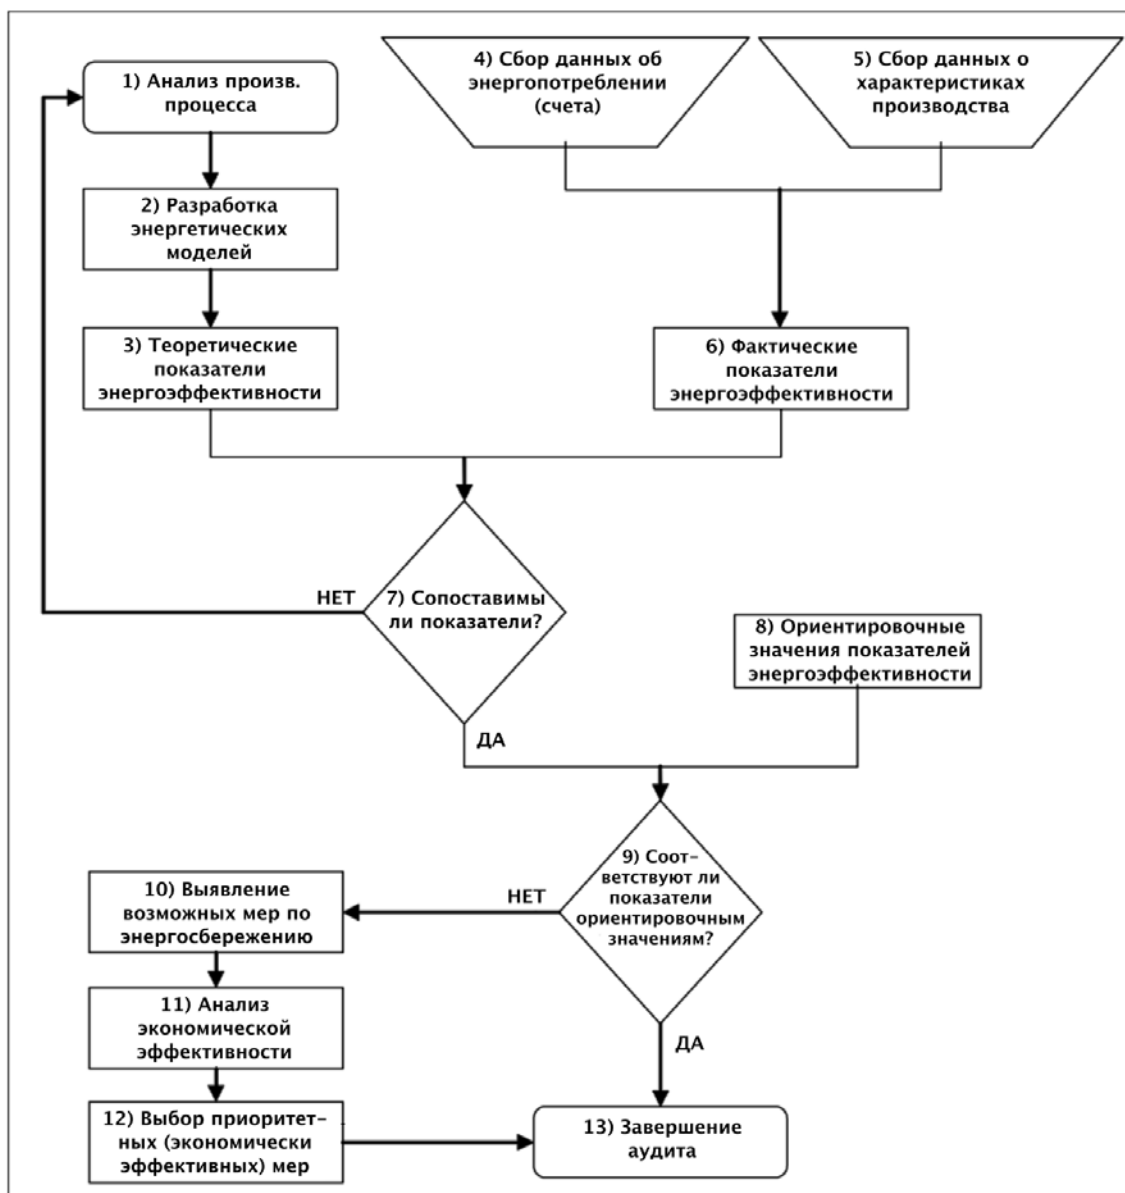 1) Анализ произв.
процесса
4) Сбор данных об
энергопотреблении
(счета)
5) Сбор данных о
характеристиках
производства
2) Разработка
энергетических
моделей
3) Теоретические
показатели
энергоэффективности
6) Фактические
показатели
энергоэффективности
НЕТ
7) Сопоставимы
ли показатели?
ДА
8) Ориентировочные
значения показателей
энергоэффективности
9) Соот-
ветствуют ли
показатели
ориентировочным
значениям?
НЕТ
ДА
10) Выявление
возможных мер по
энергосбережению
11) Анализ
экономической
эффективности
12) Выбор приоритет-
ных (экономически
эффективных) мер
13) Завершение
аудита